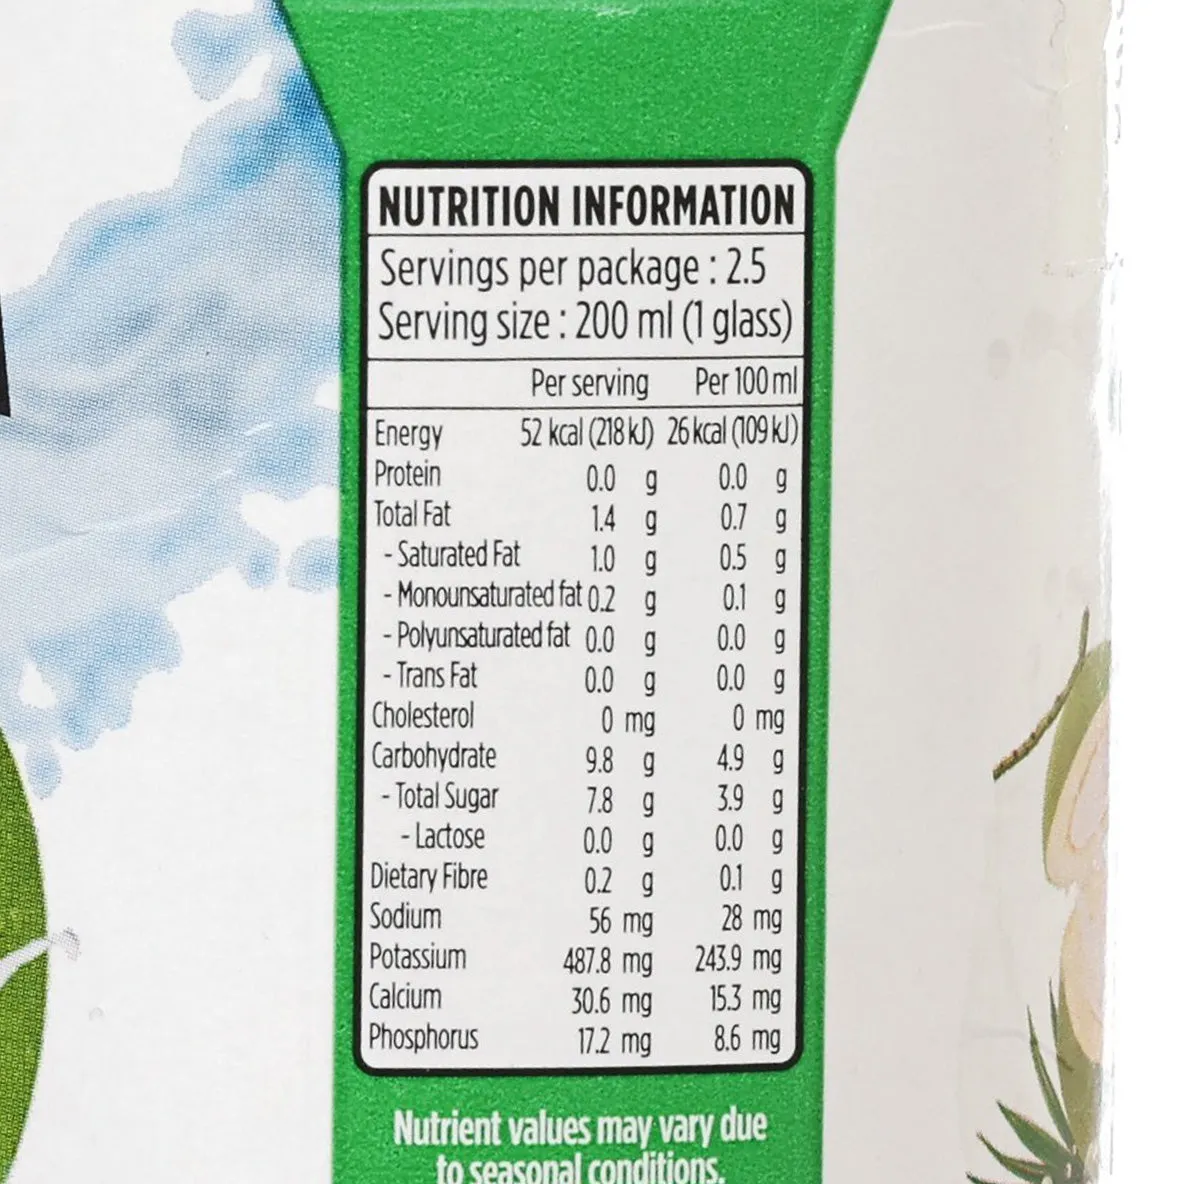 NUTRITION INFORMATION
Servings per package : 2.5
Serving size : 200 ml (1 glass)
Per serving Per 100 ml
Energy 52 kcal (218 kJ) 26 kcal (109 kJ)
Protein 0.0 g 0.0 g
Total Fat 1.4 g 0.7 g
- Saturated Fat 1.0 g 0.5 g
- Monounsaturated fat 0.2 g 0.1 g
- Polyunsaturated fat 0.0 g 0.0 g
- Trans Fat 0.0 g 0.0 g
Cholesterol 0 mg 0 mg
Carbohydrate 9.8 g 4.9 g
- Total Sugar 7.8 g 3.9 g
- Lactose 0.0 g 0.0 g
Dietary Fibre 0.2 g 0.1 g
Sodium 56 mg 28 mg
Potassium 487.8 mg 243.9 mg
Calcium 30.6 mg 15.3 mg
Phosphorus 17.2 mg 8.6 mg
Nutrient values may vary due
to seasonal conditions.